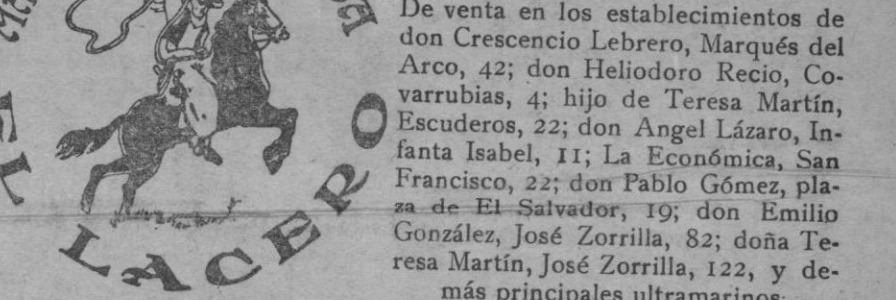 EL LACERO
De venta en los establecimientos de
don Crescencio Lebrero, Marqués del
Arco, 42; don Heliodoro Recio, Co-
varrubias, 4; hijo de Teresa Martín,
Escuderos, 22; don Angel Lázaro, In-
fanta Isabel, 11; La Económica, San
Francisco, 22; don Pablo Gómez, pla-
za de El Salvador, 19; don Emilio
González, José Zorrilla, 82; doña Te-
resa Martín, José Zorrilla, 122, y de-
más principales ultramarinos.